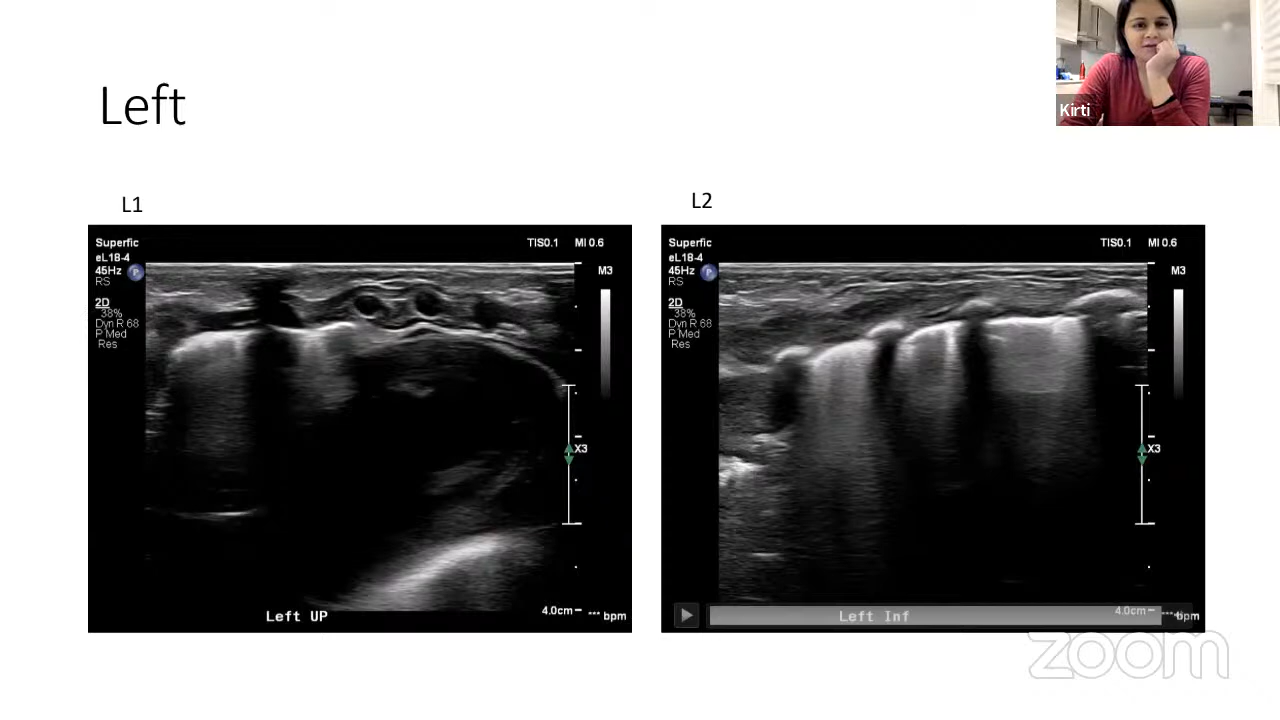 Left
Kirti
L1
L2
Superfic
eL18-4
45Hz
RS
2D
38%
Dyn R 68
P Med
Res
TIS0.1 MI 0.6
M3
P
X3
Left UP
4.0cm
*** bpm
Superfic
eL18-4
45Hz
RS
2D
38%
Dyn R 68
P Med
Res
TIS0.1 MI 0.6
M3
P
X3
Left Inf
4.0cm
***bpm
zoom